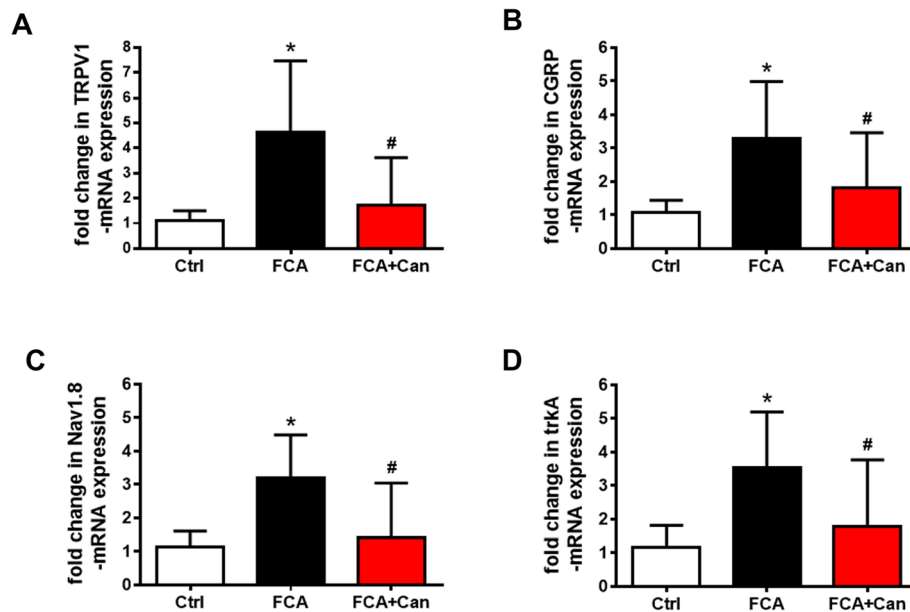 A
fold change in TRPV1
-mRNA expression
8
7
6
5
4
3
2
1
0
*
#
Ctrl
FCA
FCA+Can
B
fold change in CGRP
-mRNA expression
6
5
4
3
2
1
0
*
#
Ctrl
FCA
FCA+Can
C
fold change in Nav1.8
-mRNA expression
6
5
4
3
2
1
0
*
#
Ctrl
FCA
FCA+Can
D
fold change in trkA
-mRNA expression
6
5
4
3
2
1
0
*
#
Ctrl
FCA
FCA+Can